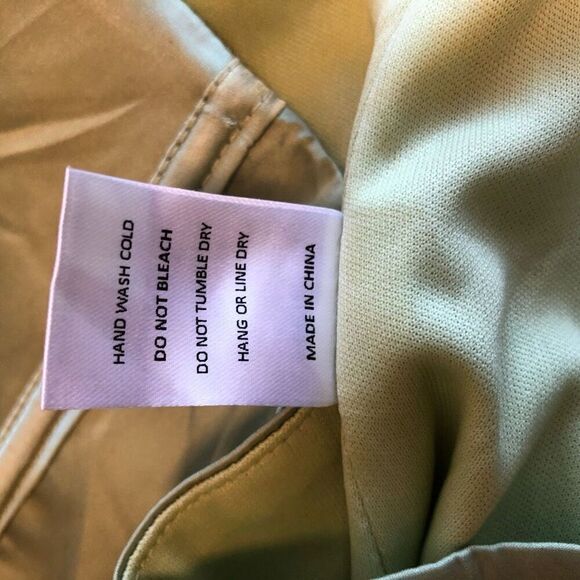 HAND WASH COLD
DO NOT BLEACH
DO NOT TUMBLE DRY
HANG OR LINE DRY
MADE IN CHINA